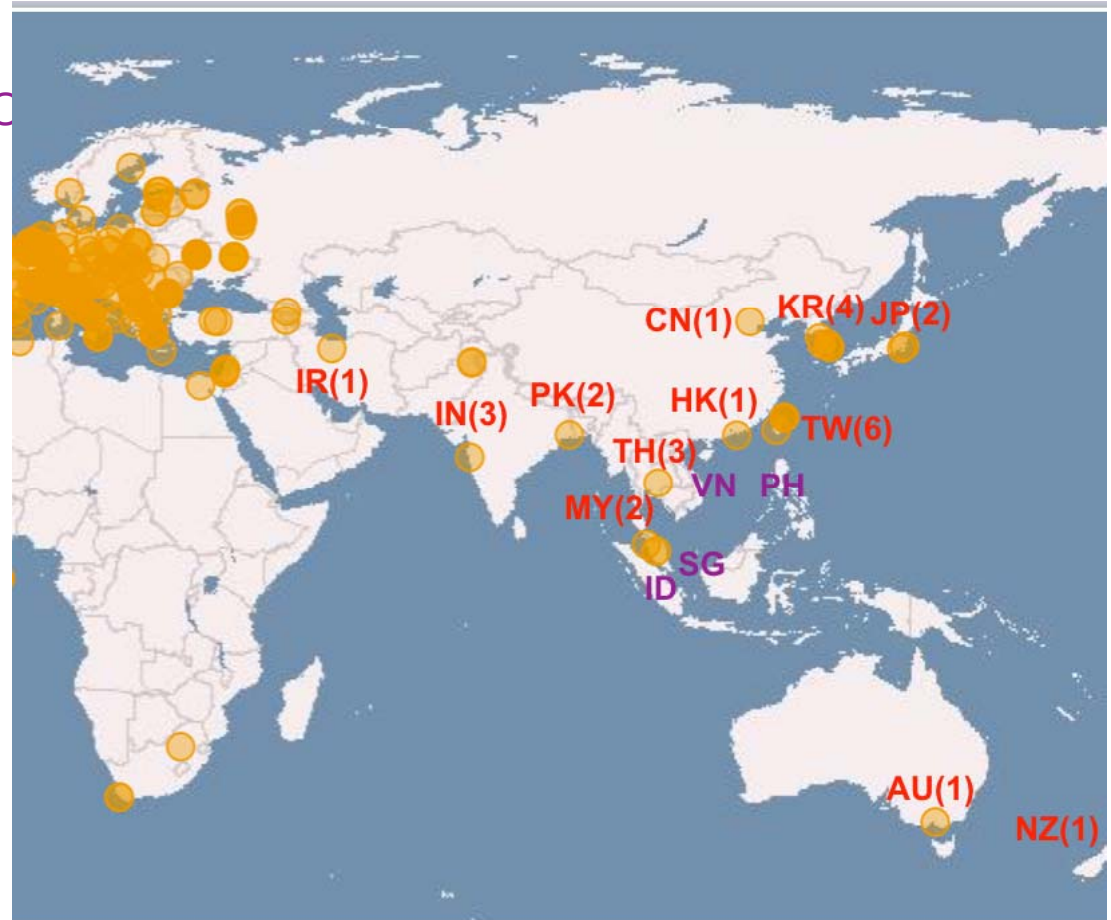 CN(1)
KR(4)
JP(2)
IR(1)
IN(3)
PK(2)
HK(1)
TW(6)
TH(3)
VN
PH
MY(2)
SG
ID
AU(1)
NZ(1)